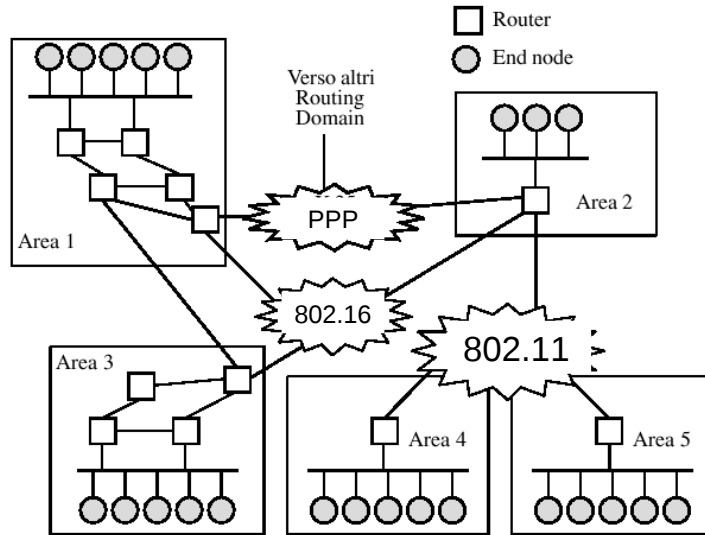 Router
End node
Verso altri
Routing
Domain
PPP
Area 2
Area 1
802.16
802.11
Area 3
Area 4
Area 5